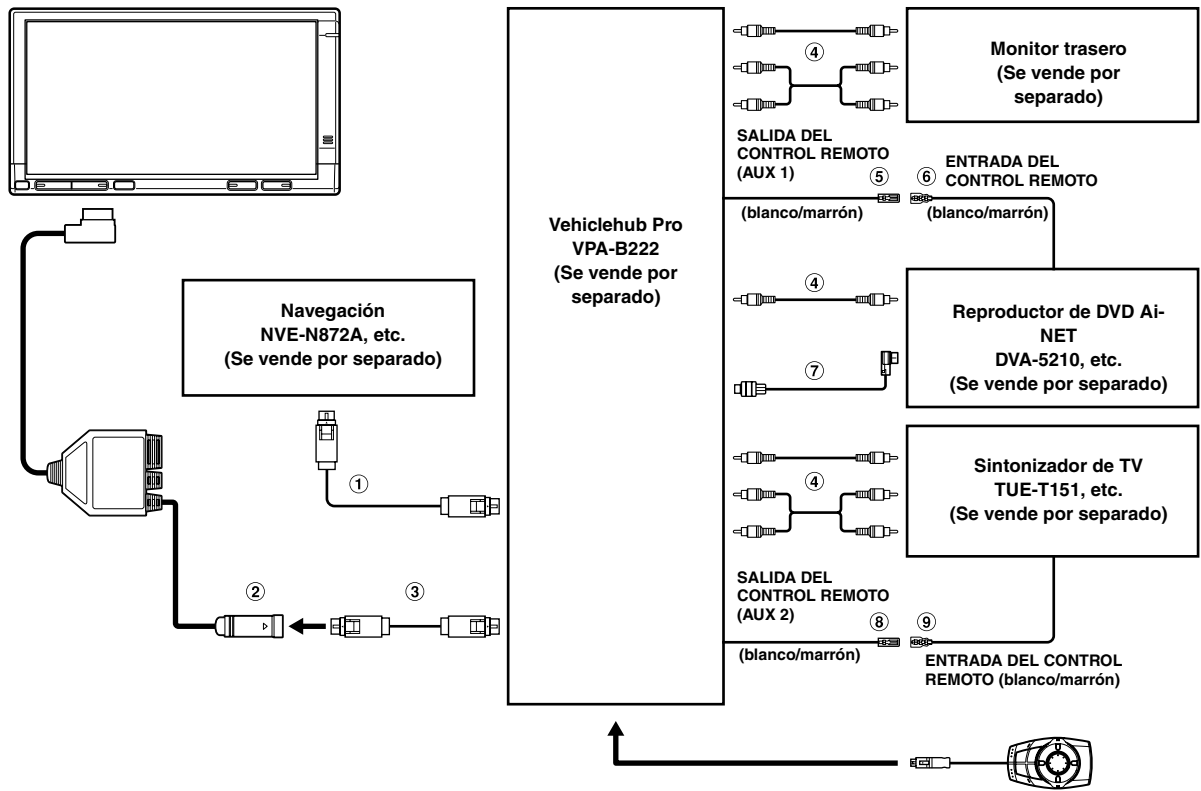 ④
Monitor trasero
(Se vende por
separado)
SALIDA DEL
CONTROL REMOTO
(AUX 1)
⑤
⑥
ENTRADA DEL
CONTROL REMOTO
(blanco/marrón)
(blanco/marrón)
Vehiclehub Pro
VPA-B222
(Se vende por
separado)
Navegación
NVE-N872A, etc.
(Se vende por separado)
④
⑦
Reproductor de DVD Ai-
NET
DVA-5210, etc.
(Se vende por separado)
①
④
Sintonizador de TV
TUE-T151, etc.
(Se vende por separado)
②
③
SALIDA DEL
CONTROL REMOTO
(AUX 2)
⑧
⑨
(blanco/marrón)
ENTRADA DEL CONTROL
REMOTO (blanco/marrón)